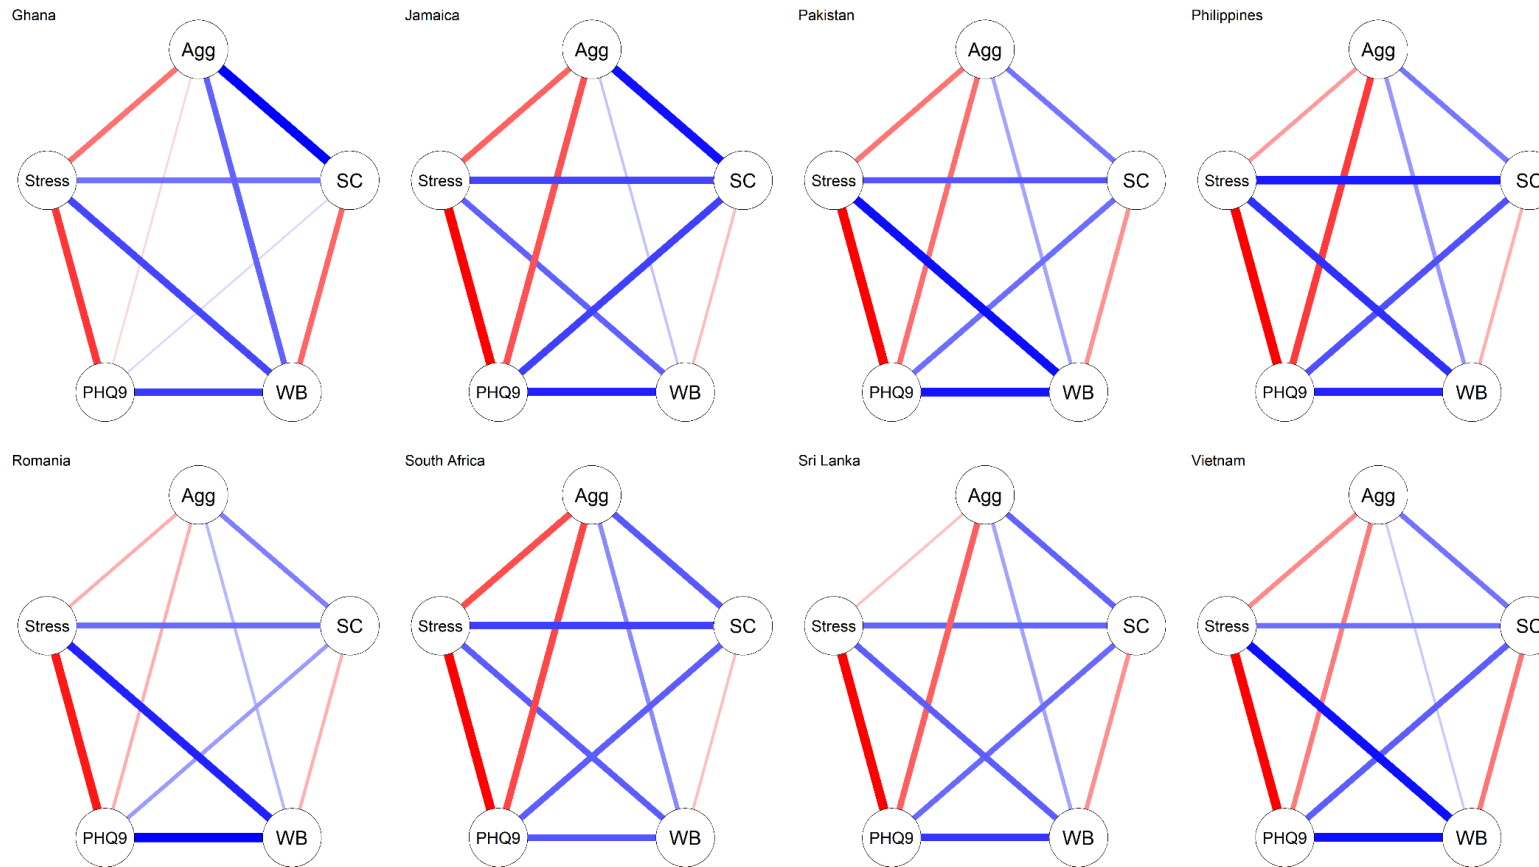 Ghana
Jamaica
Pakistan
Philippines
Agg
Agg
Agg
Agg
Stress
SC
Stress
SC
Stress
SC
Stress
SC
PHQ9
WB
PHQ9
WB
PHQ9
WB
PHQ9
WB
Romania
South Africa
Sri Lanka
Vietnam
Agg
Agg
Agg
Agg
Stress
SC
Stress
SC
Stress
SC
Stress
SC
PHQ9
WB
PHQ9
WB
PHQ9
WB
PHQ9
WB